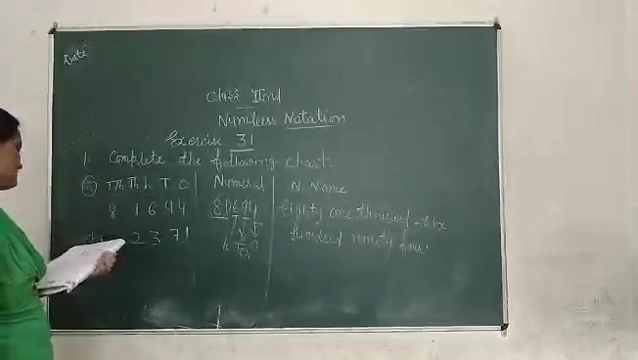 Date
Class IInd
Numbers Notation
Exercise 31
1. Complete the following chart.
T Th Th H T O Numeral N. Name
8 1 6 9 4 81694 Eighty one thousand six
2 3 7 1 hundred ninety four.
H T O